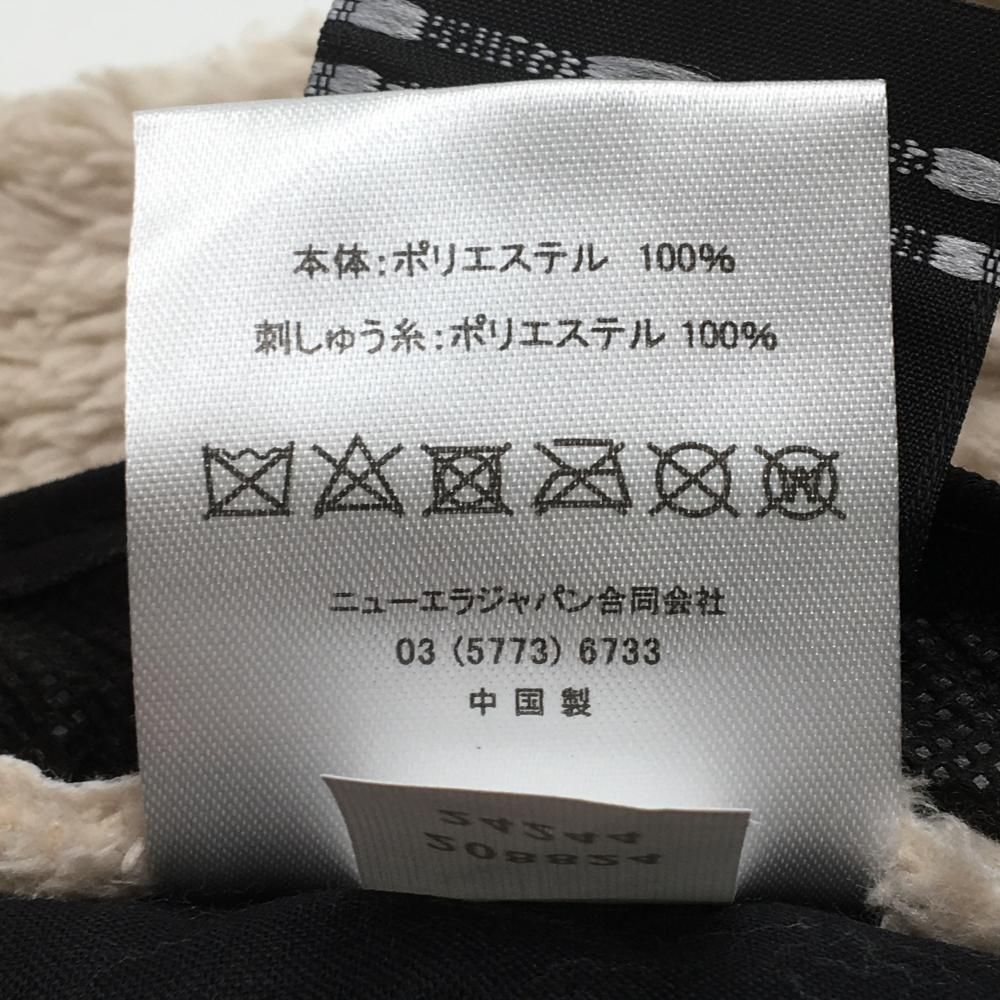 本体:ポリエステル 100%
刺しゅう糸:ポリエステル 100%
ニューエラジャパン合同会社
03 (5773) 6733
中国製